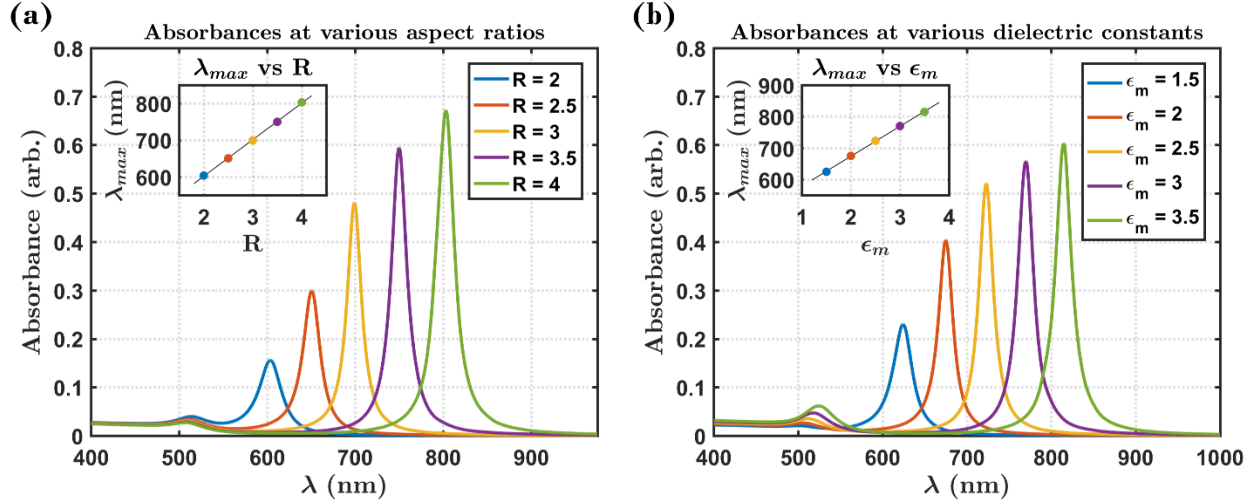 (a)
Absorbances at various aspect ratios
Absorbance (arb.)
0.8
0.7
0.6
0.5
0.4
0.3
0.2
0.1
0
400 500 600 700 800 900
λ (nm)
λmax vs R
λmax (nm)
800
700
600
2 3 4
R
R = 2
R = 2.5
R = 3
R = 3.5
R = 4
(b)
Absorbances at various dielectric constants
Absorbance (arb.)
0.8
0.7
0.6
0.5
0.4
0.3
0.2
0.1
0
400 500 600 700 800 900 1000
λ (nm)
λmax vs ϵm
λmax (nm)
900
800
700
600
1 2 3 4
ϵm
ϵm = 1.5
ϵm = 2
ϵm = 2.5
ϵm = 3
ϵm = 3.5